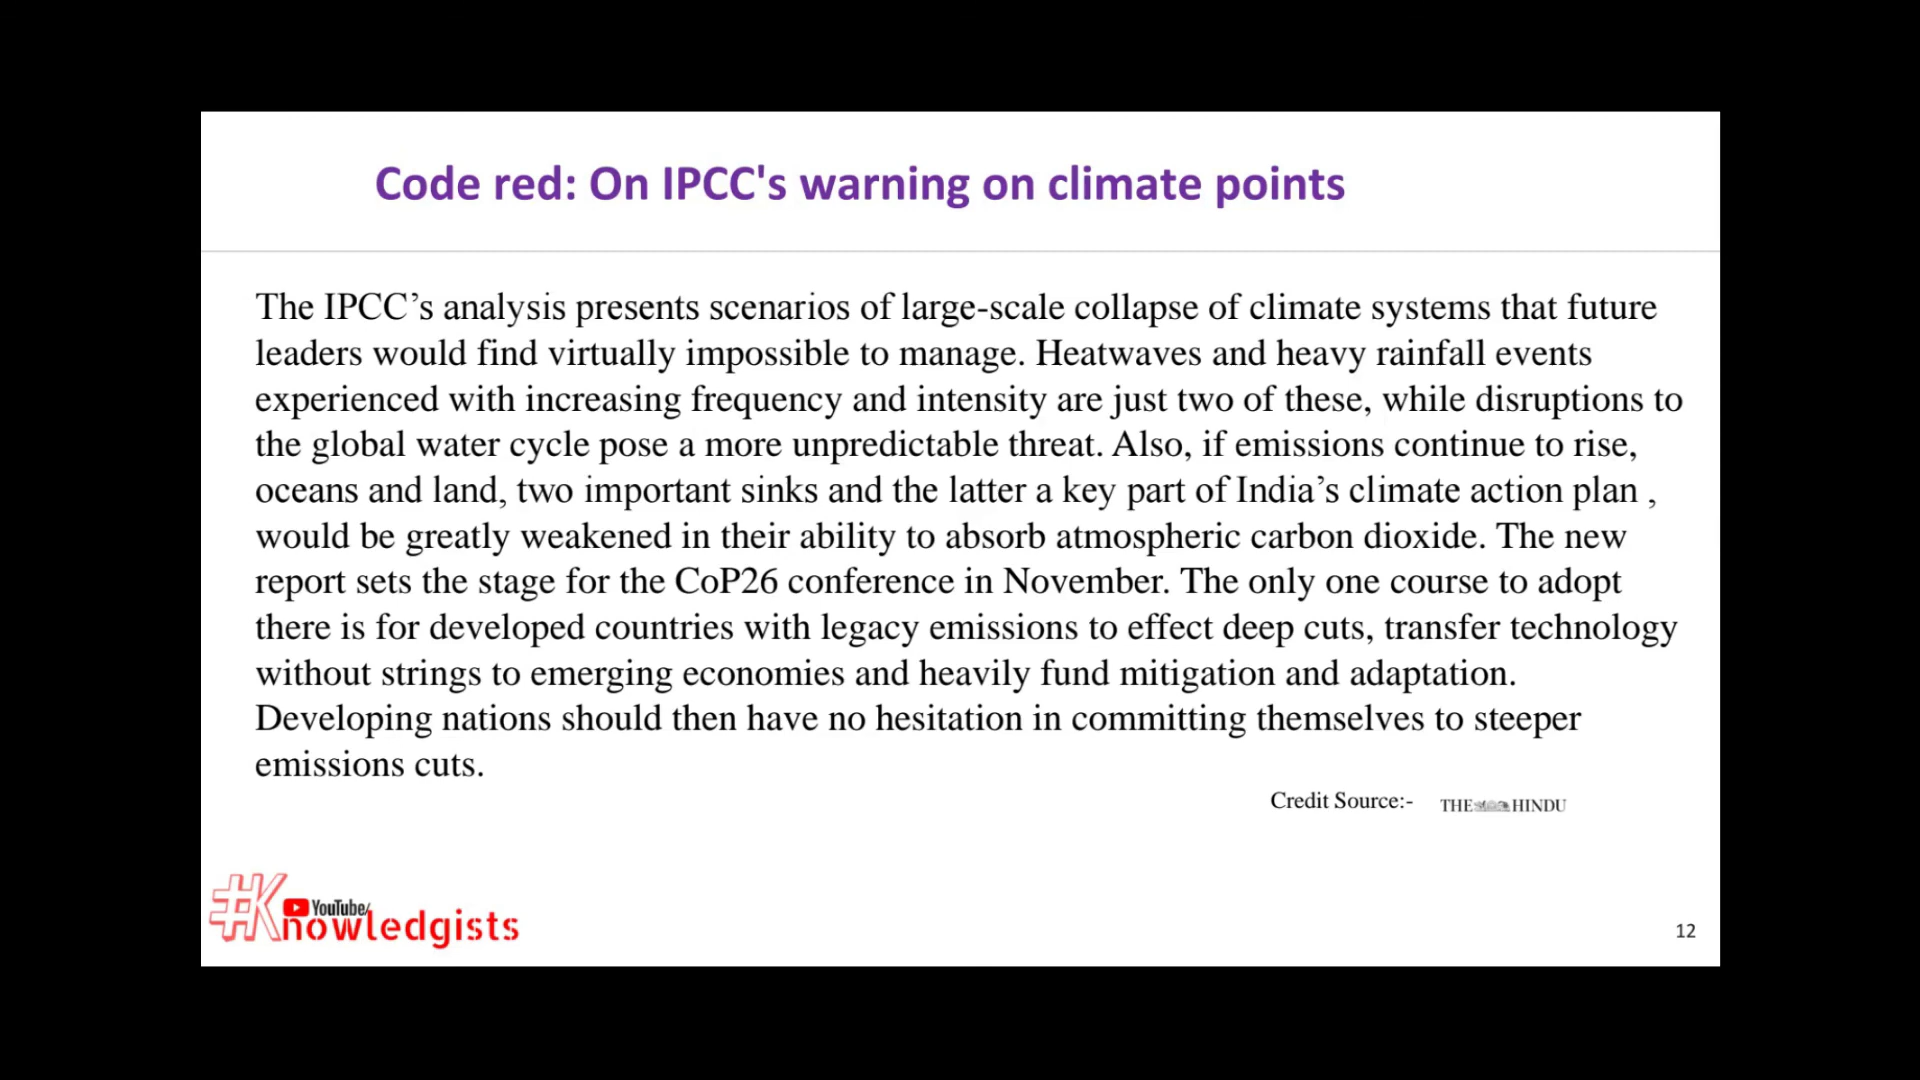 Code red: On IPCC's warning on climate points
The IPCC’s analysis presents scenarios of large-scale collapse of climate systems that future
leaders would find virtually impossible to manage. Heatwaves and heavy rainfall events
experienced with increasing frequency and intensity are just two of these, while disruptions to
the global water cycle pose a more unpredictable threat. Also, if emissions continue to rise,
oceans and land, two important sinks and the latter a key part of India’s climate action plan ,
would be greatly weakened in their ability to absorb atmospheric carbon dioxide. The new
report sets the stage for the CoP26 conference in November. The only one course to adopt
there is for developed countries with legacy emissions to effect deep cuts, transfer technology
without strings to emerging economies and heavily fund mitigation and adaptation.
Developing nations should then have no hesitation in committing themselves to steeper
emissions cuts.
Credit Source:- THE HINDU
#Knowledgists
YouTube/
12